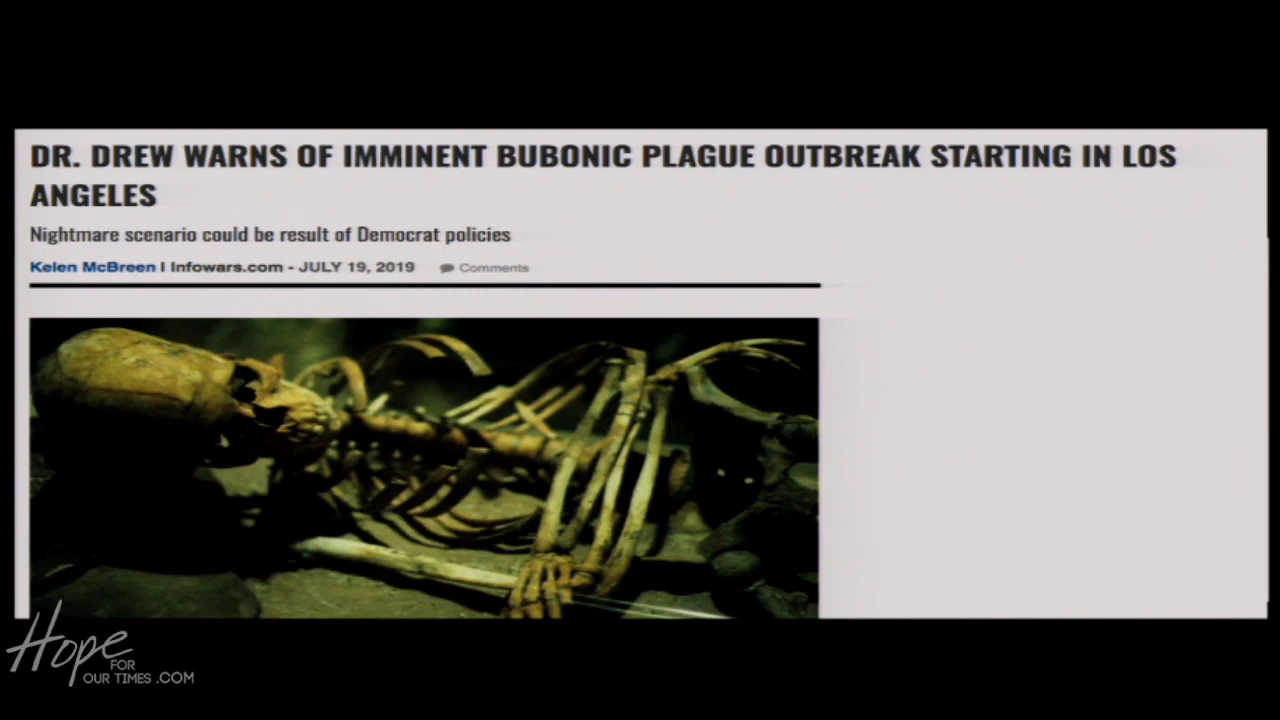 DR. DREW WARNS OF IMMINENT BUBONIC PLAGUE OUTBREAK STARTING IN LOS
ANGELES
Nightmare scenario could be result of Democrat policies
Kelen McBreen I Infowars.com - JULY 19, 2019 Comments
Hope
FOR
OUR TIMES .COM